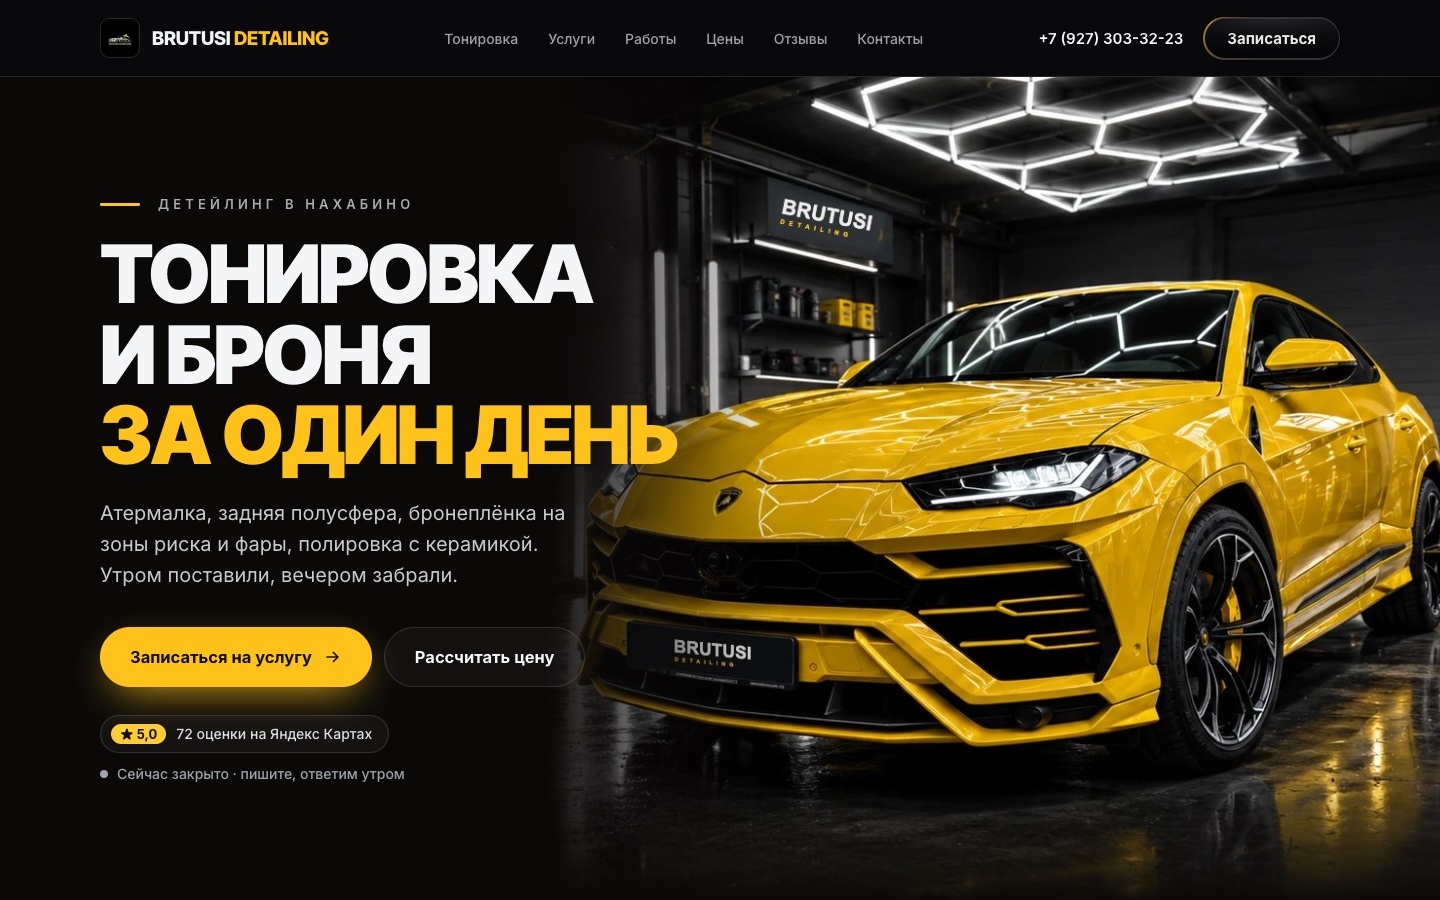 BRUTUSI DETAILING
Тонировка
Услуги
Работы
Цены
Отзывы
Контакты
+7 (927) 303-32-23
Записаться
ДЕТЕЙЛИНГ В НАХАБИНО
ТОНИРОВКА
И БРОНЯ
ЗА ОДИН ДЕНЬ
Атермалка, задняя полусфера, бронеплёнка на
зоны риска и фары, полировка с керамикой.
Утром поставили, вечером забрали.
Записаться на услугу →
Рассчитать цену
★ 5,0 72 оценки на Яндекс Картах
Сейчас закрыто · пишите, ответим утром
BRUTUSI
DETAILING
BRUTUSI
DETAILING